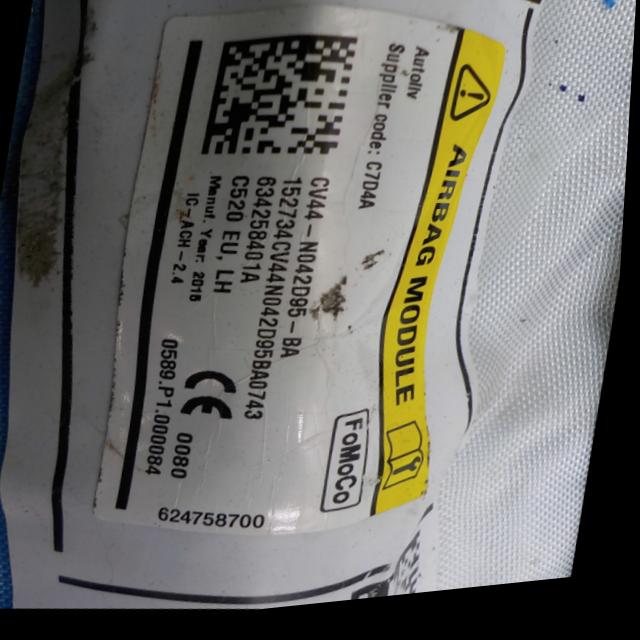 AIRBAG MODULE
Autoliv
Supplier code: C7D4A
FoMoCo
CV44-N042D95-BA
152734CV44N042D95BA0743
634258401A
C520 EU, LH
Manuf. Year: 2018
IC-ACH-2.4
CE 0080
0589.P1.000084
624758700